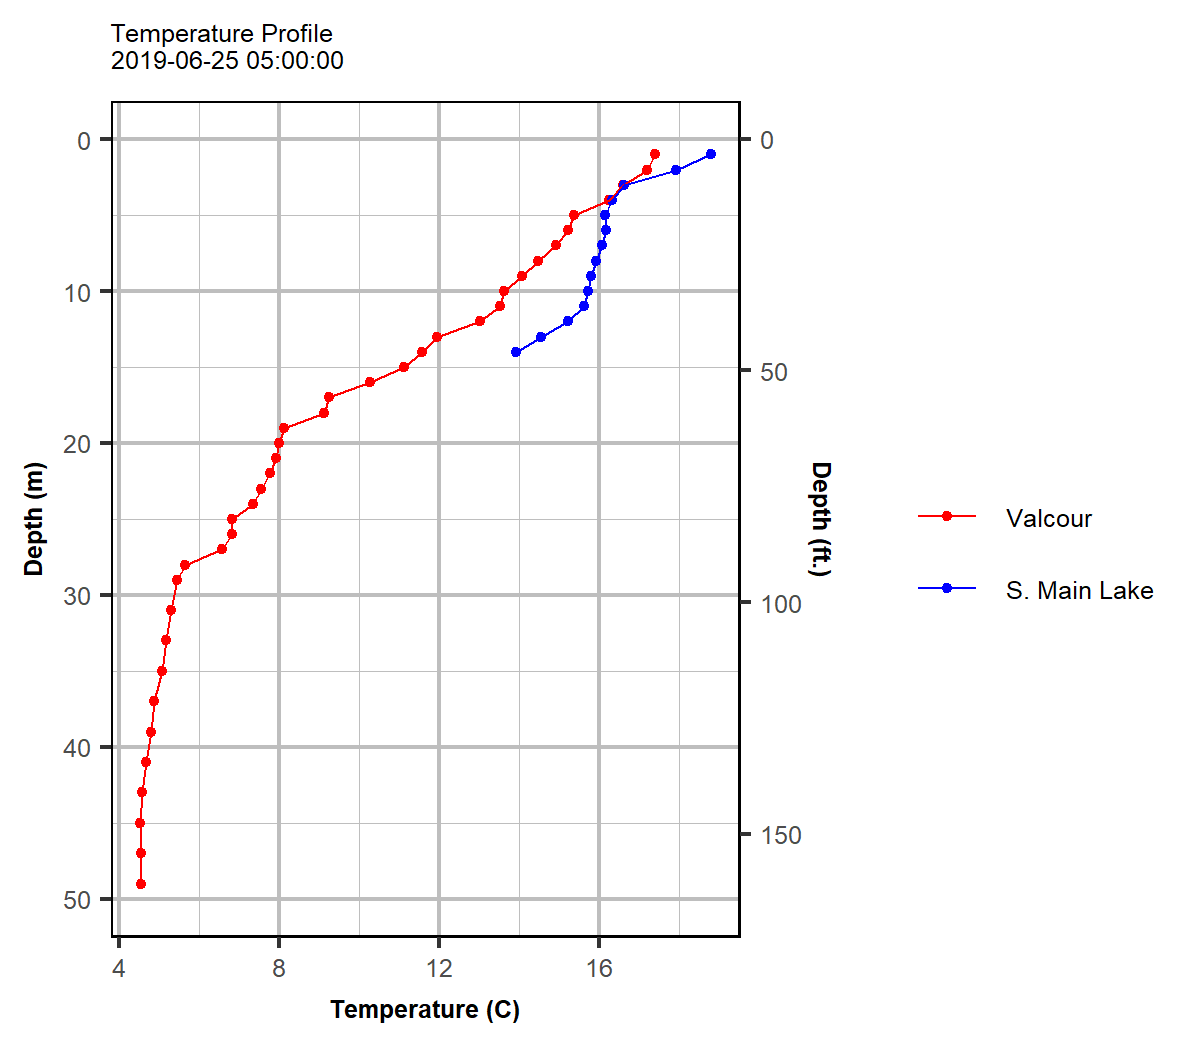 Temperature Profile
2019-06-25 05:00:00
0
10
20
30
40
50
Depth (m)
0
50
100
150
Depth (ft.)
4 8 12 16
Temperature (C)
Valcour
S. Main Lake